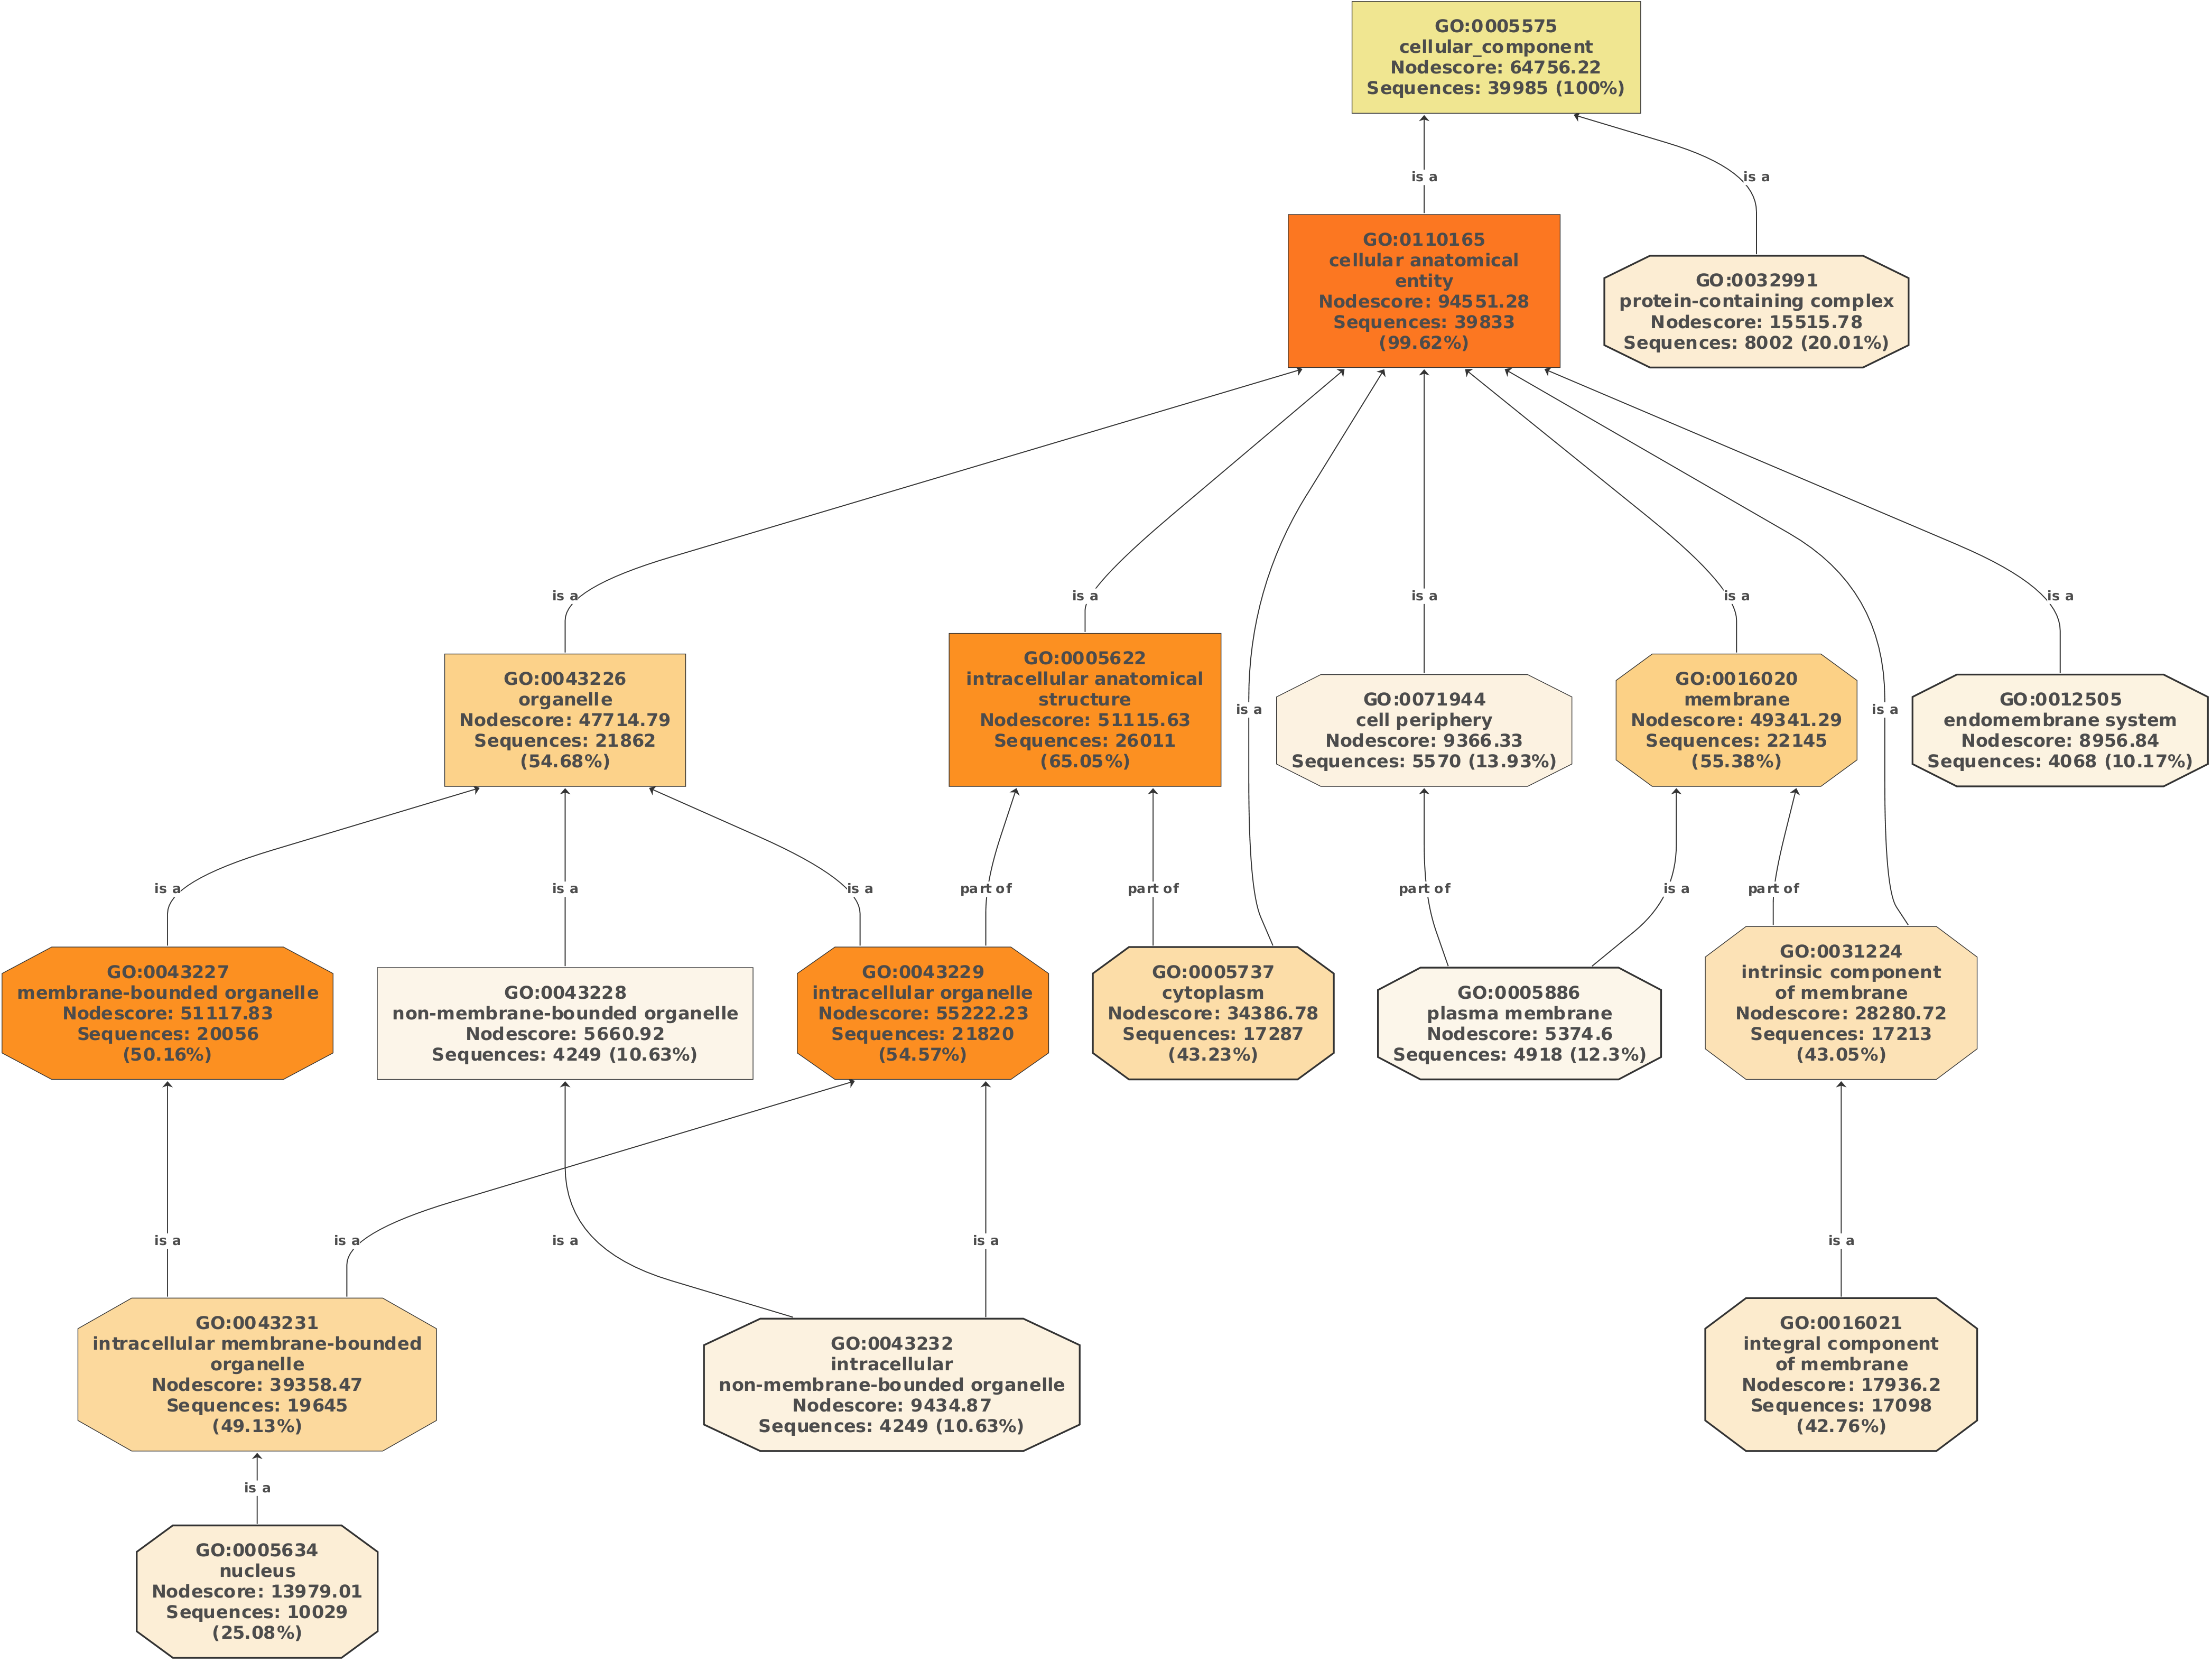 GO:0005575
cellular_component
Nodescore: 64756.22
Sequences: 39985 (100%)
is a
is a
GO:0110165
cellular anatomical
entity
Nodescore: 94551.28
Sequences: 39833
(99.62%)
GO:0032991
protein-containing complex
Nodescore: 15515.78
Sequences: 8002 (20.01%)
is a
is a
is a
is a
is a
is a
is a
GO:0043226
organelle
Nodescore: 47714.79
Sequences: 21862
(54.68%)
GO:0005622
intracellular anatomical
structure
Nodescore: 51115.63
Sequences: 26011
(65.05%)
GO:0071944
cell periphery
Nodescore: 9366.33
Sequences: 5570 (13.93%)
GO:0016020
membrane
Nodescore: 49341.29
Sequences: 22145
(55.38%)
GO:0012505
endomembrane system
Nodescore: 8956.84
Sequences: 4068 (10.17%)
is a
is a
is a
part of
part of
part of
is a
part of
GO:0043227
membrane-bounded organelle
Nodescore: 51117.83
Sequences: 20056
(50.16%)
GO:0043228
non-membrane-bounded organelle
Nodescore: 5660.92
Sequences: 4249 (10.63%)
GO:0043229
intracellular organelle
Nodescore: 55222.23
Sequences: 21820
(54.57%)
GO:0005737
cytoplasm
Nodescore: 34386.78
Sequences: 17287
(43.23%)
GO:0005886
plasma membrane
Nodescore: 5374.6
Sequences: 4918 (12.3%)
GO:0031224
intrinsic component
of membrane
Nodescore: 28280.72
Sequences: 17213
(43.05%)
is a
is a
is a
is a
is a
GO:0043231
intracellular membrane-bounded
organelle
Nodescore: 39358.47
Sequences: 19645
(49.13%)
GO:0043232
intracellular
non-membrane-bounded organelle
Nodescore: 9434.87
Sequences: 4249 (10.63%)
GO:0016021
integral component
of membrane
Nodescore: 17936.2
Sequences: 17098
(42.76%)
is a
GO:0005634
nucleus
Nodescore: 13979.01
Sequences: 10029
(25.08%)